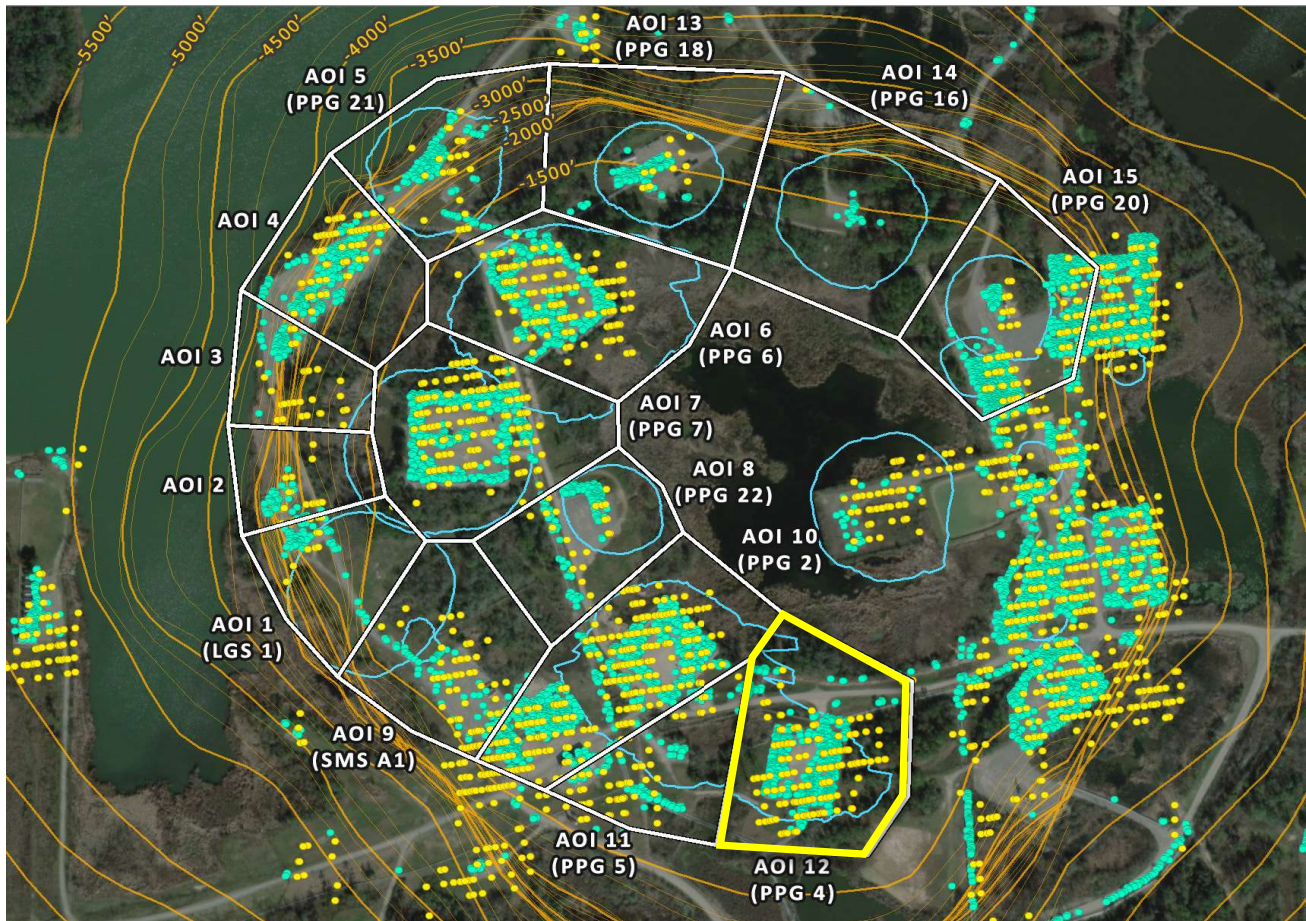 -5500'
-5000'
-4500'
-4000'
-3500'
-3000'
-2500'
-2000'
-1500'
AOI 13
(PPG 18)
AOI 14
(PPG 16)
AOI 5
(PPG 21)
AOI 15
(PPG 20)
AOI 4
AOI 3
AOI 6
(PPG 6)
AOI 7
(PPG 7)
AOI 2
AOI 8
(PPG 22)
AOI 10
(PPG 2)
AOI 1
(LGS 1)
AOI 9
(SMS A1)
AOI 11
(PPG 5)
AOI 12
(PPG 4)